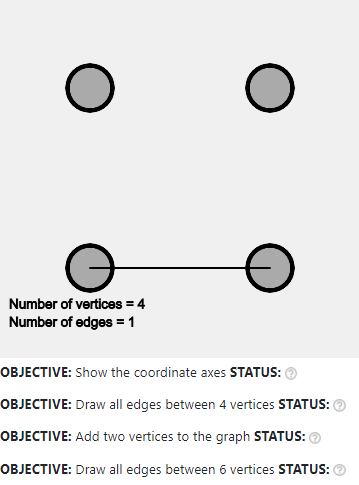 Number of vertices = 4
Number of edges = 1
OBJECTIVE: Show the coordinate axes STATUS: ?
OBJECTIVE: Draw all edges between 4 vertices STATUS: ?
OBJECTIVE: Add two vertices to the graph STATUS: ?
OBJECTIVE: Draw all edges between 6 vertices STATUS: ?